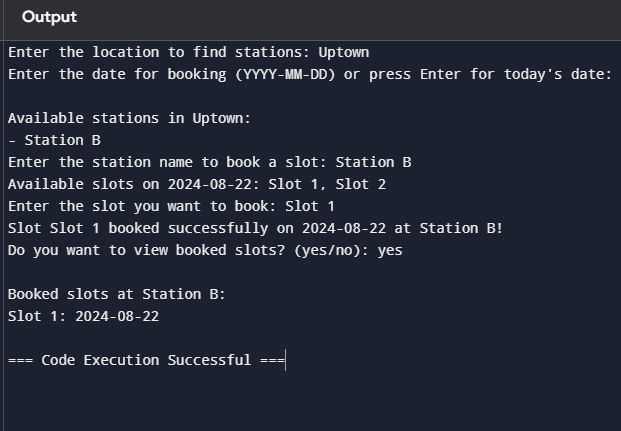 Output
Enter the location to find stations: Uptown
Enter the date for booking (YYYY-MM-DD) or press Enter for today's date:
Available stations in Uptown:
- Station B
Enter the station name to book a slot: Station B
Available slots on 2024-08-22: Slot 1, Slot 2
Enter the slot you want to book: Slot 1
Slot Slot 1 booked successfully on 2024-08-22 at Station B!
Do you want to view booked slots? (yes/no): yes
Booked slots at Station B:
Slot 1: 2024-08-22
=== Code Execution Successful ===